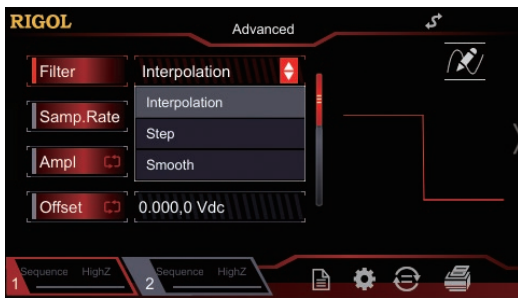 RIGOL
Advanced
Filter
Interpolation
Interpolation
Samp.Rate
Step
Ampl
Smooth
Offset
0.000,0 Vdc
1 Sequence HighZ
2 Sequence HighZ